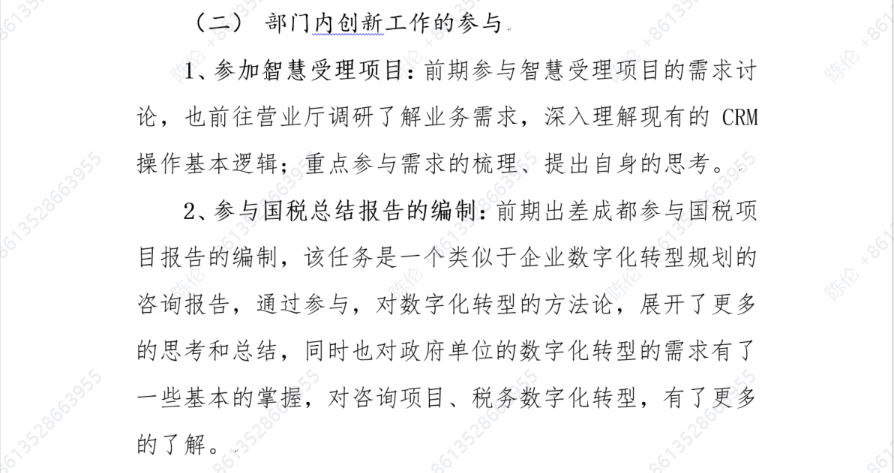 （二） 部门内创新工作的参与
1、参加智慧受理项目：前期参与智慧受理项目的需求讨
论，也前往营业厅调研了解业务需求，深入理解现有的 CRM
操作基本逻辑；重点参与需求的梳理、提出自身的思考。
2、参与国税总结报告的编制：前期出差成都参与国税项
目报告的编制，该任务是一个类似于企业数字化转型规划的
咨询报告，通过参与，对数字化转型的方法论，展开了更多
的思考和总结，同时也对政府单位的数字化转型的需求有了
一些基本的掌握，对咨询项目、税务数字化转型，有了更多
的了解。
陈伦 +8613528663955